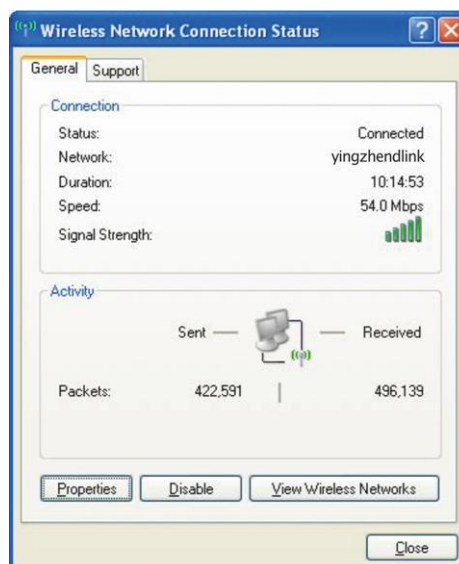 Wireless Network Connection Status
General Support
Connection
Status: Connected
Network: yingzhendlink
Duration: 10:14:53
Speed: 54.0 Mbps
Signal Strength:
Activity
Sent — — Received
Packets: 422,591 | 496,139
Properties Disable View Wireless Networks
Close